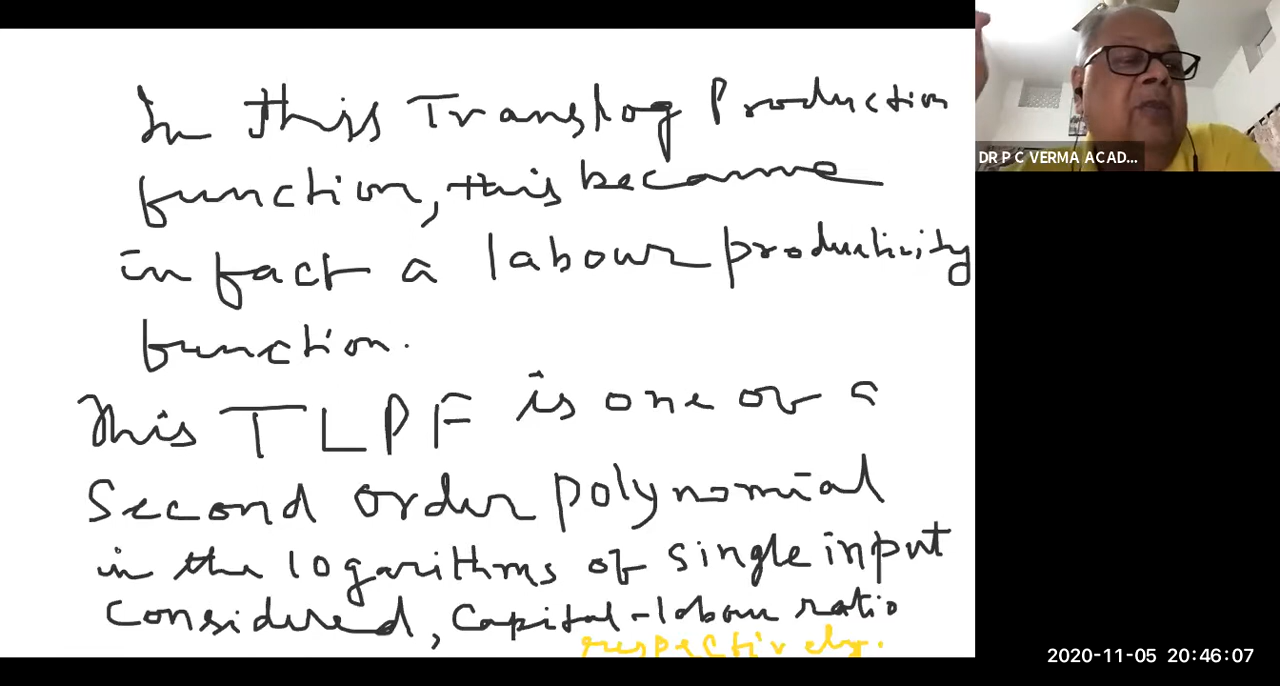 In this Translog Production
function, this became
in fact a labour productivity
function.
This TLPF is one of a
Second order polynomial
in the logarithms of single input
Considered, Capital-labour ratio
respectively.
DR P C VERMA ACAD...
2020-11-05 20:46:07